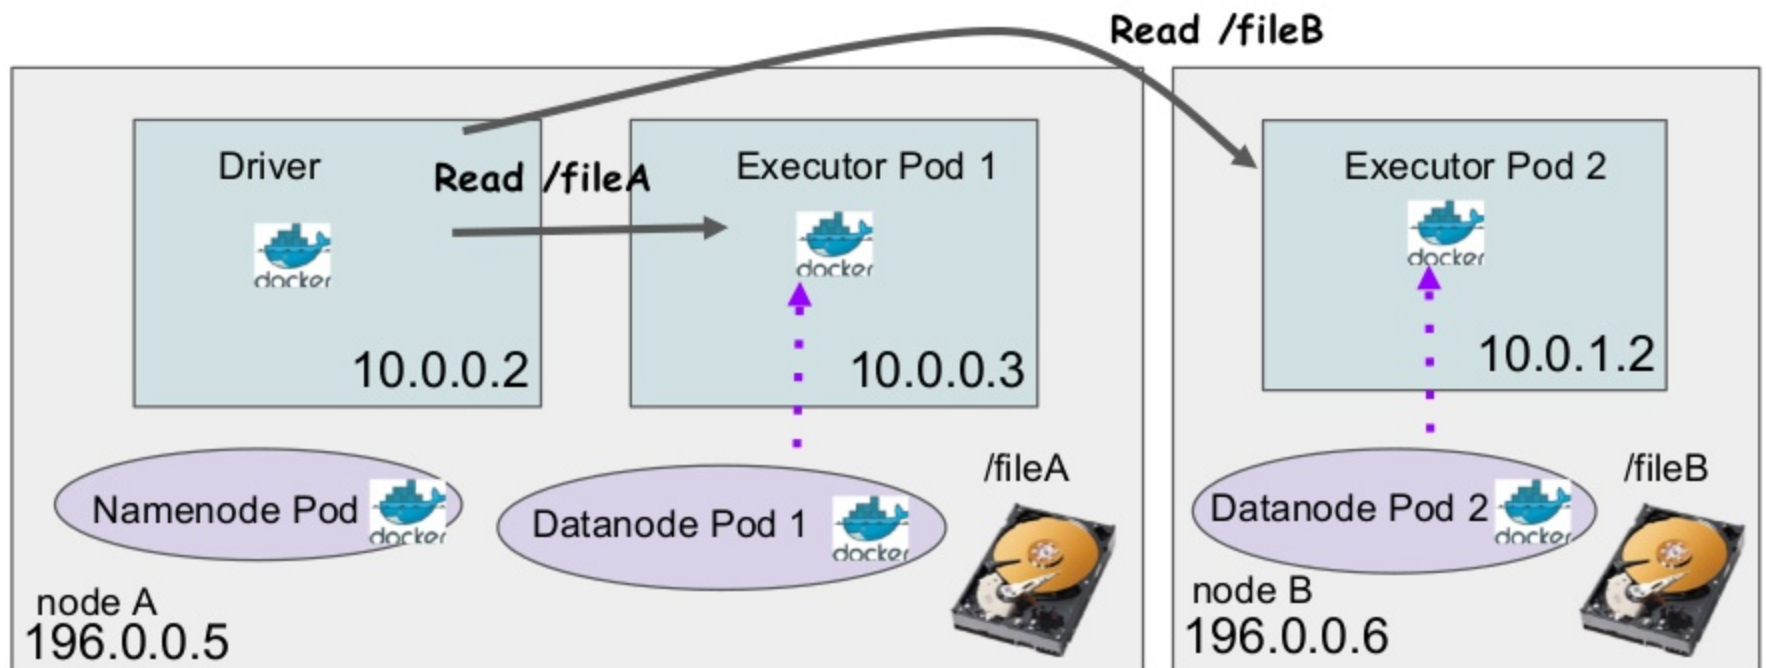 Read /fileB
Driver
Read /fileA
Executor Pod 1
Executor Pod 2
docker
docker
docker
10.0.0.2
10.0.0.3
10.0.1.2
/fileA
/fileB
Namenode Pod
docker
Datanode Pod 1
docker
Datanode Pod 2
docker
node A
196.0.0.5
node B
196.0.0.6